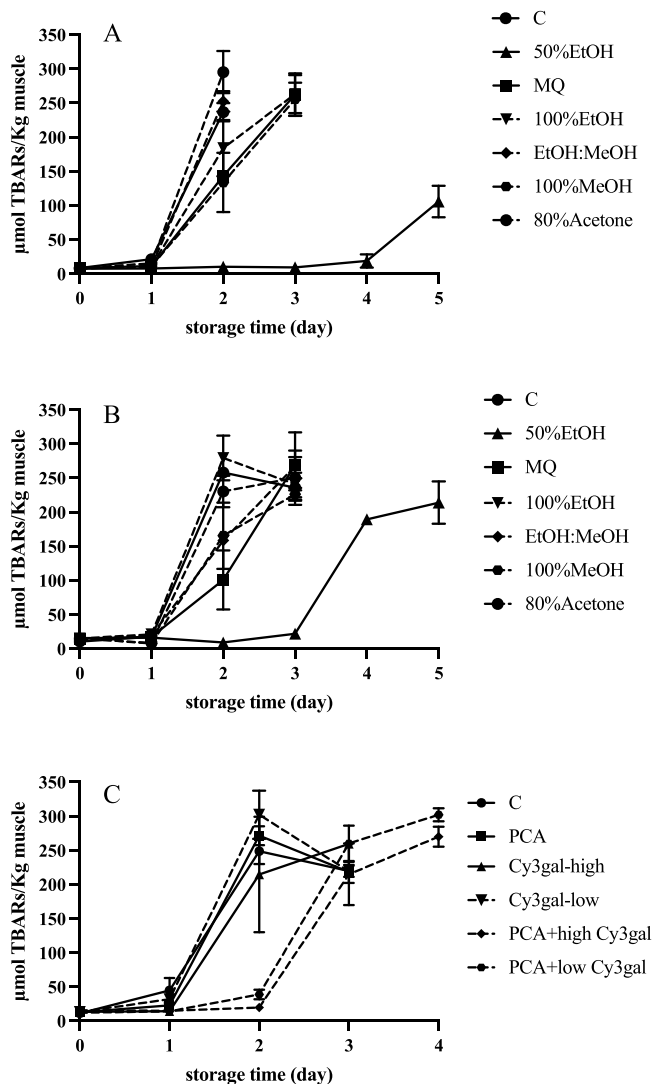 A
µmol TBARs/Kg muscle
350
300
250
200
150
100
50
0
0 1 2 3 4 5
storage time (day)
C
50%EtOH
MQ
100%EtOH
EtOH:MeOH
100%MeOH
80%Acetone
B
µmol TBARs/Kg muscle
350
300
250
200
150
100
50
0
0 1 2 3 4 5
storage time (day)
C
50%EtOH
MQ
100%EtOH
EtOH:MeOH
100%MeOH
80%Acetone
C
µmol TBARs/Kg muscle
350
300
250
200
150
100
50
0
0 1 2 3 4
storage time (day)
C
PCA
Cy3gal-high
Cy3gal-low
PCA+high Cy3gal
PCA+low Cy3gal